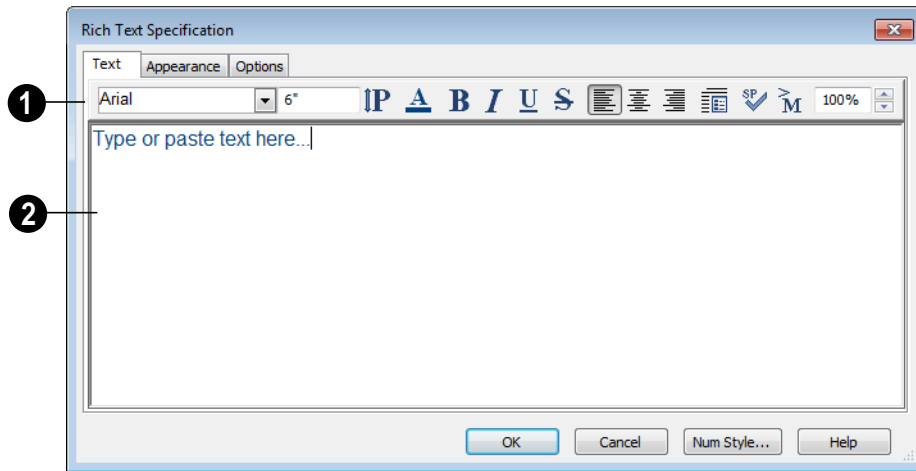 Rich Text Specification
Text Appearance Options
1 Arial 6" P A B I U S SP M 100%
Type or paste text here...
2
OK Cancel Num Style... Help